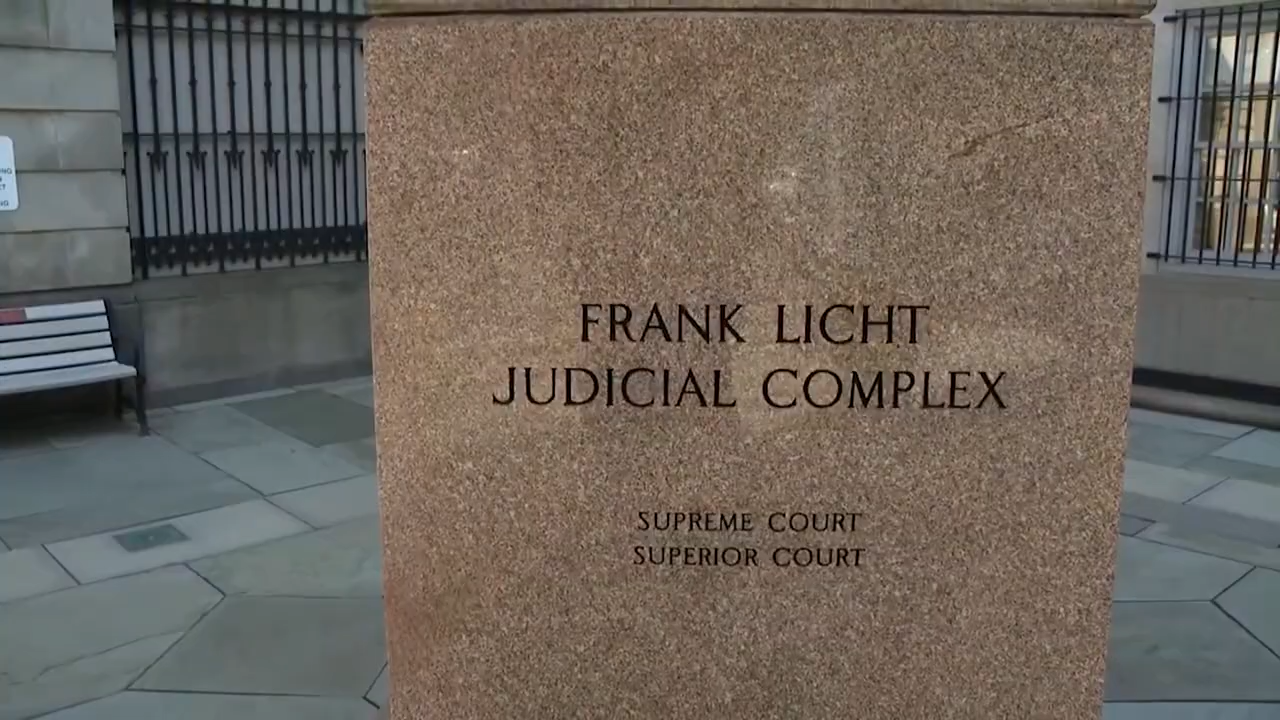 FRANK LICHT
JUDICIAL COMPLEX
SUPREME COURT
SUPERIOR COURT